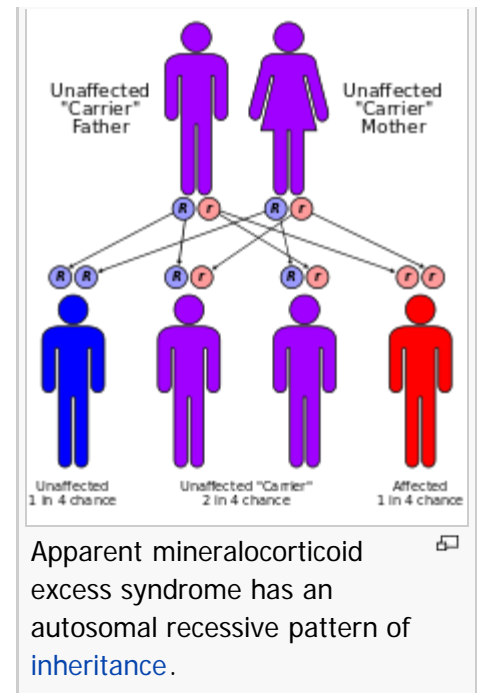 Unaffected
"Carrier"
Father
Unaffected
"Carrier"
Mother
R r R r
R R R r R r r r
Unaffected
1 in 4 chance
Unaffected "Carrier"
2 in 4 chance
Affected
1 in 4 chance
Apparent mineralocorticoid
excess syndrome has an
autosomal recessive pattern of
inheritance.